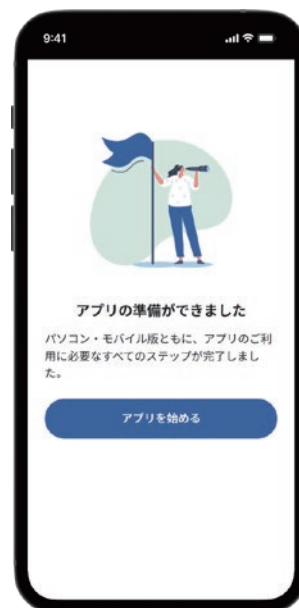 9:41
アプリの準備ができました
パソコン・モバイル版ともに、アプリのご利
用に必要なすべてのステップが完了しまし
た。
アプリを始める